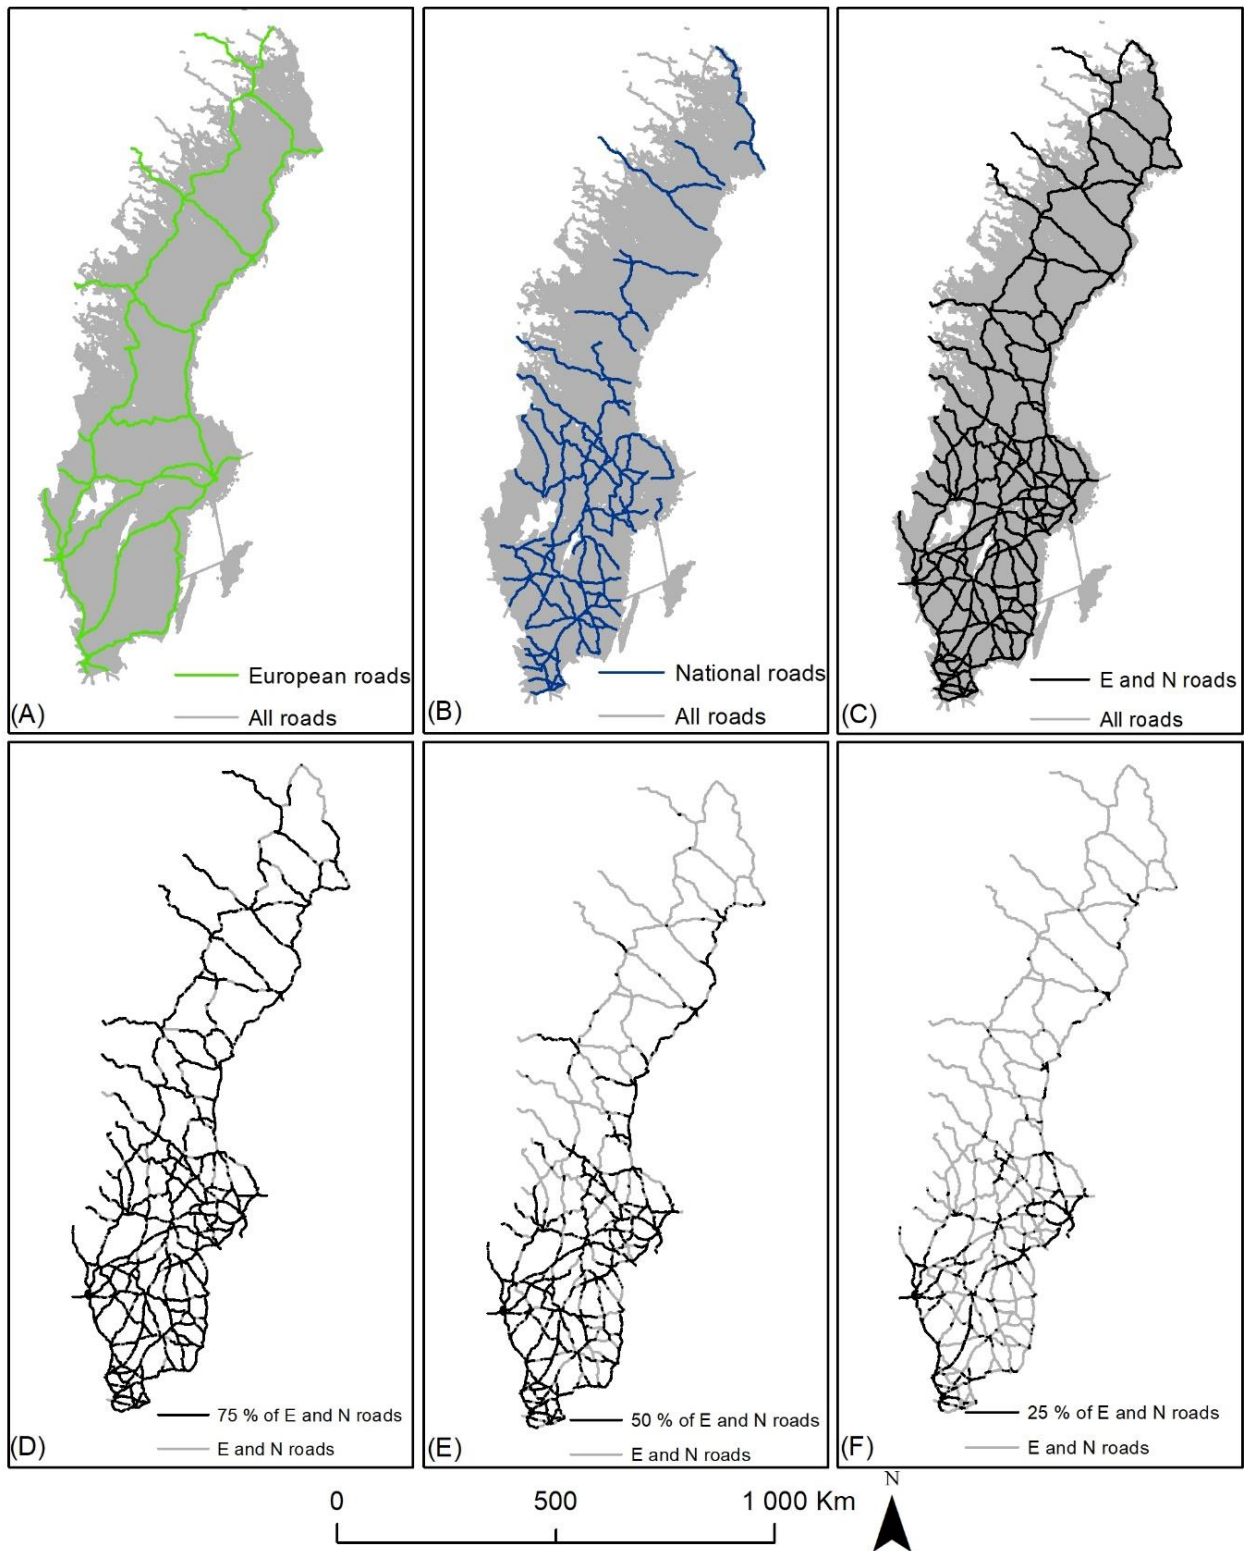 European roads
All roads
(A)
National roads
All roads
(B)
E and N roads
All roads
(C)
75 % of E and N roads
E and N roads
(D)
50 % of E and N roads
E and N roads
(E)
25 % of E and N roads
E and N roads
(F)
0 500 1 000 Km
N